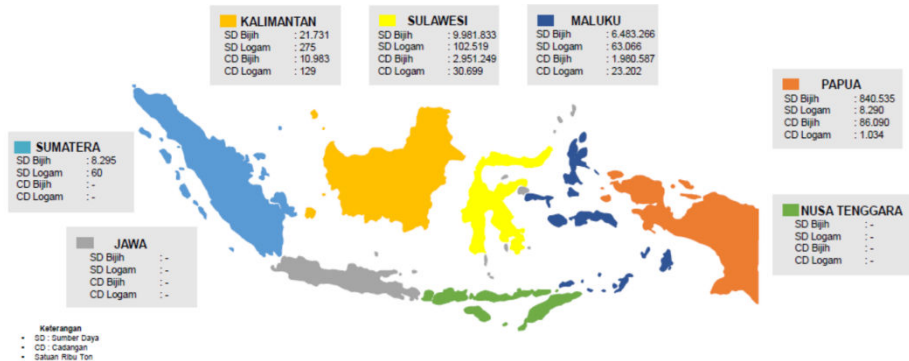 KALIMANTAN
SD Bijih : 21.731
SD Logam : 275
CD Bijih : 10.983
CD Logam : 129
SULAWESI
SD Bijih : 9.981.833
SD Logam : 102.519
CD Bijih : 2.951.249
CD Logam : 30.699
MALUKU
SD Bijih : 6.483.266
SD Logam : 63.066
CD Bijih : 1.980.587
CD Logam : 23.202
PAPUA
SD Bijih : 840.535
SD Logam : 8.290
CD Bijih : 86.090
CD Logam : 1.034
SUMATERA
SD Bijih : 8.295
SD Logam : 60
CD Bijih : -
CD Logam : -
NUSA TENGGARA
SD Bijih : -
SD Logam : -
CD Bijih : -
CD Logam : -
JAWA
SD Bijih : -
SD Logam : -
CD Bijih : -
CD Logam : -
Keterangan
• SD : Sumber Daya
• CD : Cadangan
• Satuan Ribu Ton